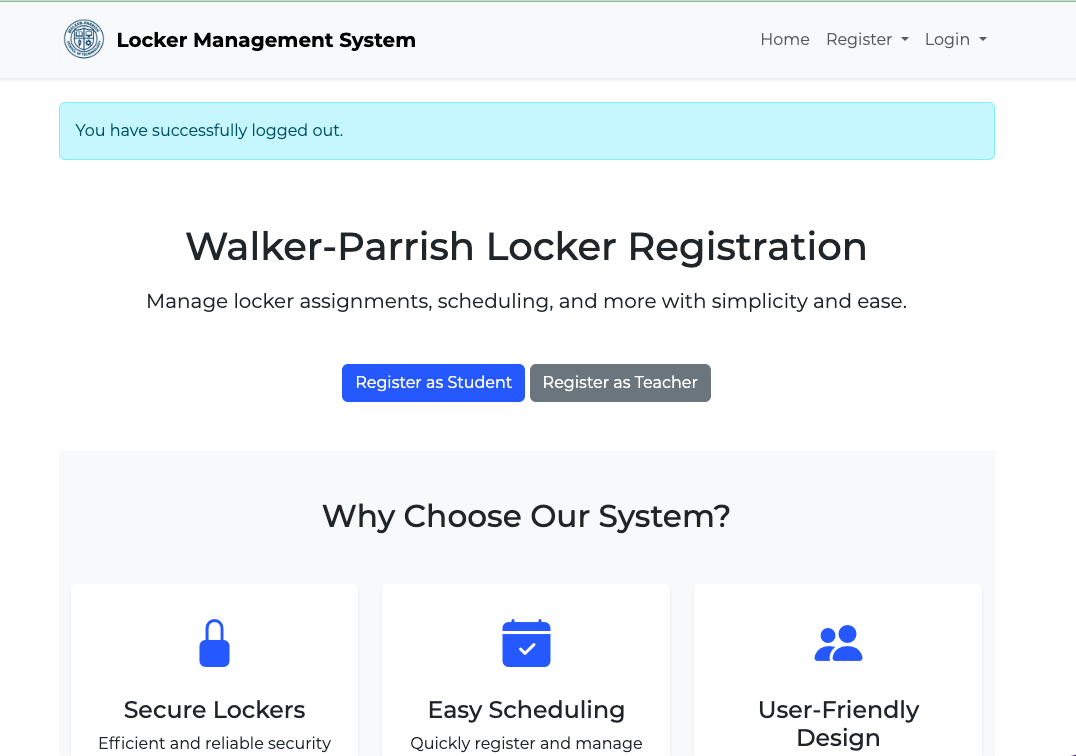 Locker Management System
Home Register Login
You have successfully logged out.
Walker-Parrish Locker Registration
Manage locker assignments, scheduling, and more with simplicity and ease.
Register as Student Register as Teacher
Why Choose Our System?
Secure Lockers
Efficient and reliable security
Easy Scheduling
Quickly register and manage
User-Friendly
Design